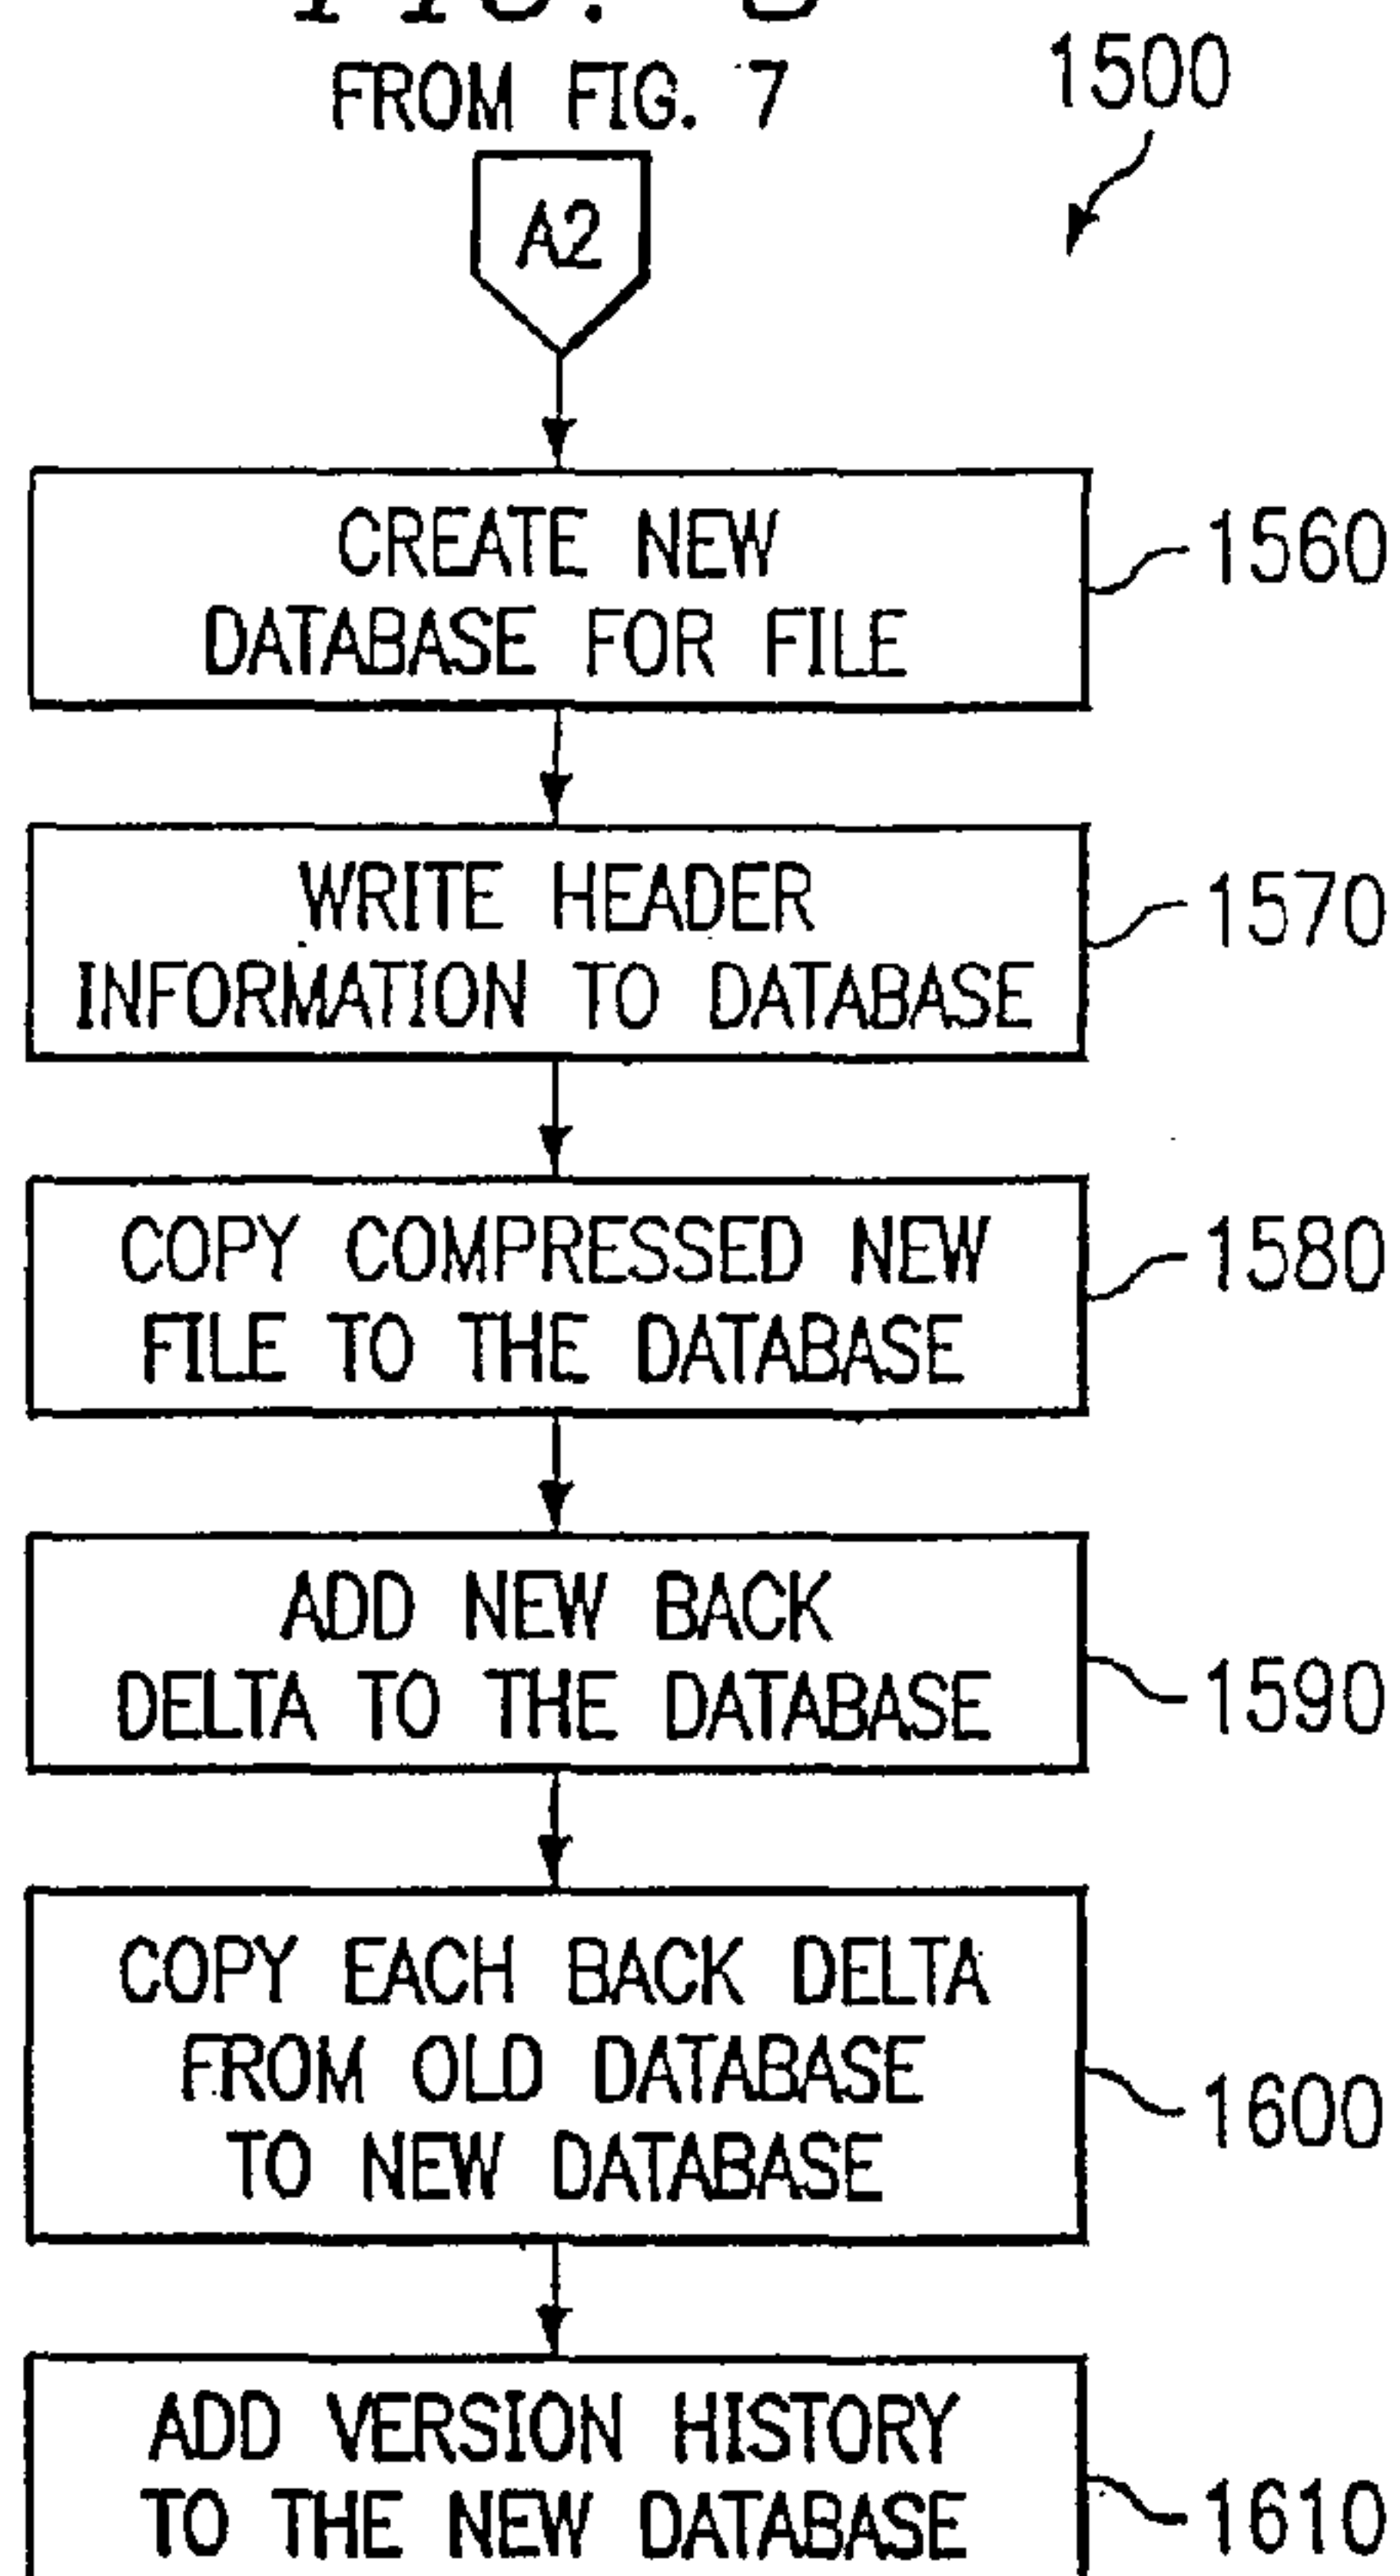 FROM FIG. 7
1500
A2
CREATE NEW
DATABASE FOR FILE
1560
WRITE HEADER
INFORMATION TO DATABASE
1570
COPY COMPRESSED NEW
FILE TO THE DATABASE
1580
ADD NEW BACK
DELTA TO THE DATABASE
1590
COPY EACH BACK DELTA
FROM OLD DATABASE
TO NEW DATABASE
1600
ADD VERSION HISTORY
TO THE NEW DATABASE
1610